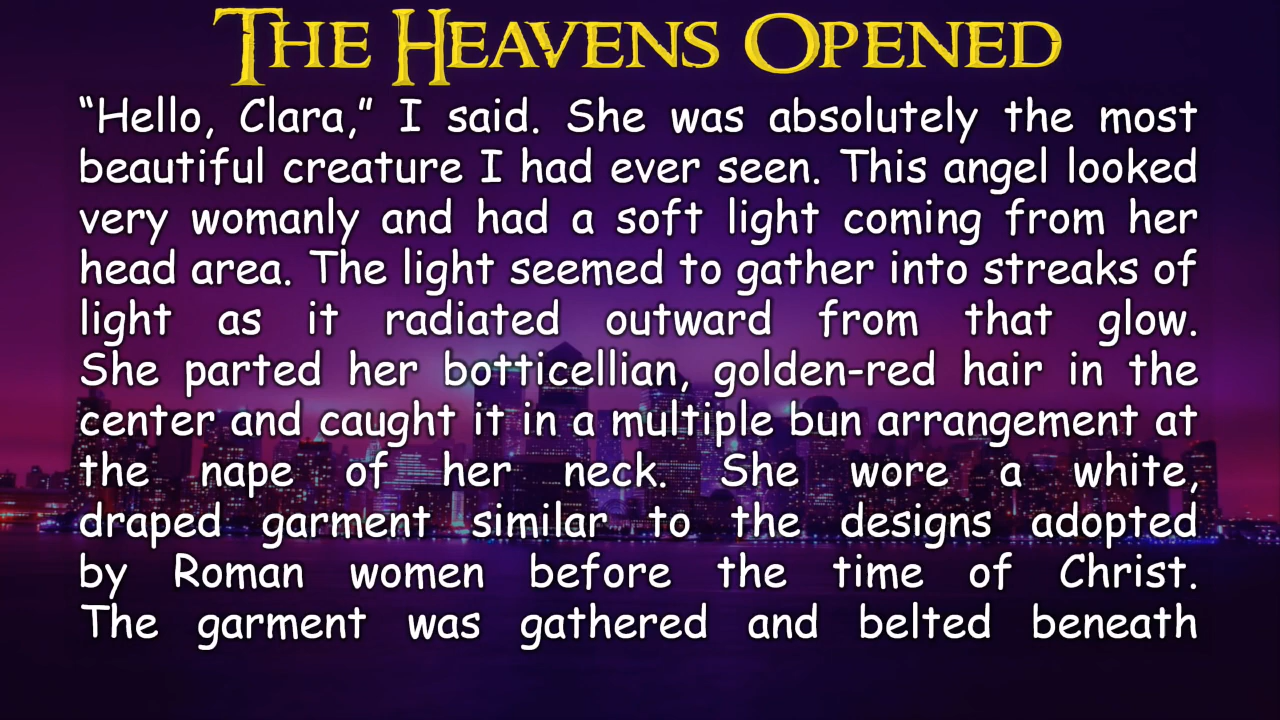 THE HEAVENS OPENED
“Hello, Clara,” I said. She was absolutely the most
beautiful creature I had ever seen. This angel looked
very womanly and had a soft light coming from her
head area. The light seemed to gather into streaks of
light as it radiated outward from that glow.
She parted her botticellian, golden-red hair in the
center and caught it in a multiple bun arrangement at
the nape of her neck. She wore a white,
draped garment similar to the designs adopted
by Roman women before the time of Christ.
The garment was gathered and belted beneath